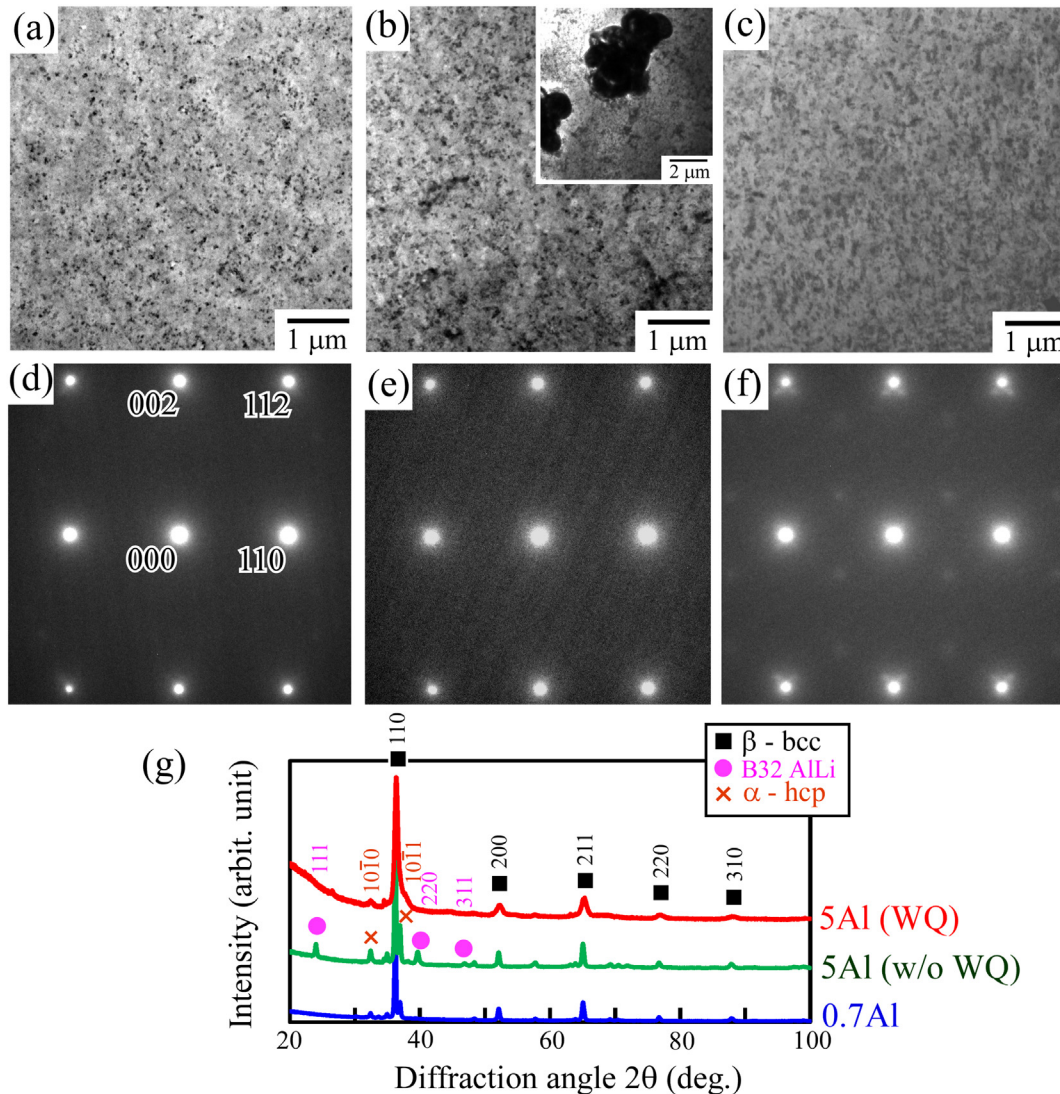 (a)
(b)
(c)
2 μm
1 μm
1 μm
1 μm
(d)
(e)
(f)
002
112
000
110
(g)
β - bcc
B32 AlLi
α - hcp
Intensity (arbit. unit)
111
101̅0
110
101̅1
220
311
200
211
220
310
5Al (WQ)
5Al (w/o WQ)
0.7Al
20
40
60
80
100
Diffraction angle 2θ (deg.)